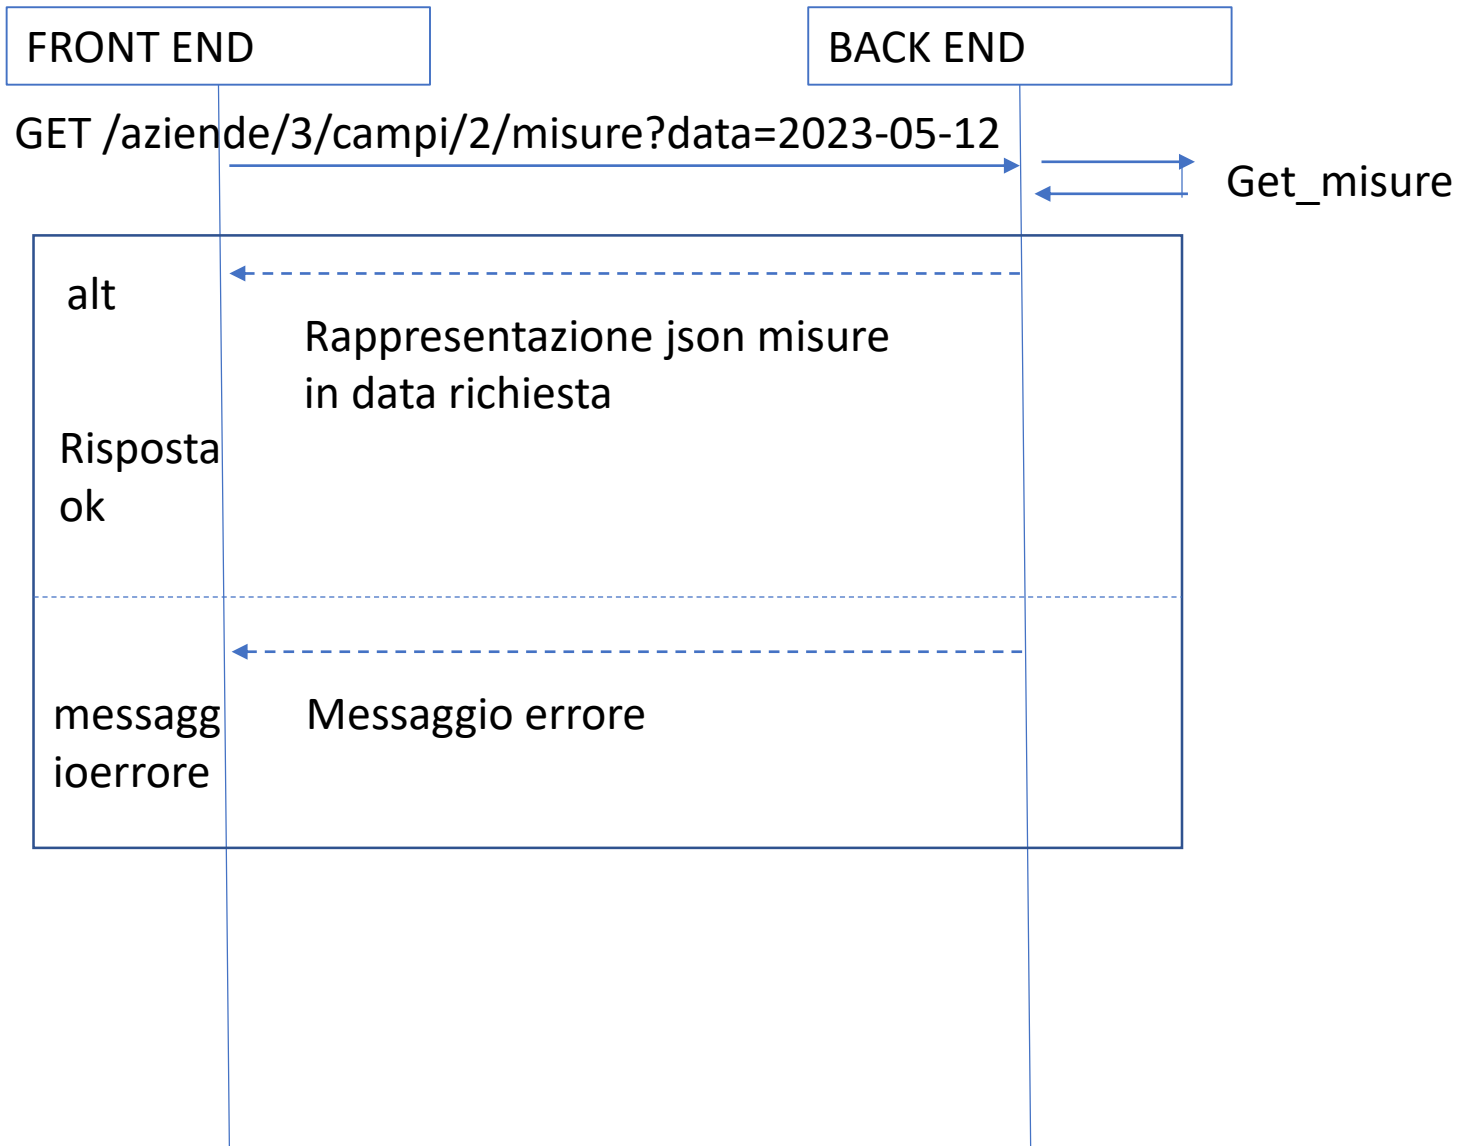 FRONT END
BACK END
GET /aziende/3/campi/2/misure?data=2023-05-12
Get_misure
alt
Rappresentazione json misure
in data richiesta
Risposta
ok
messagg
ioerrore
Messaggio errore